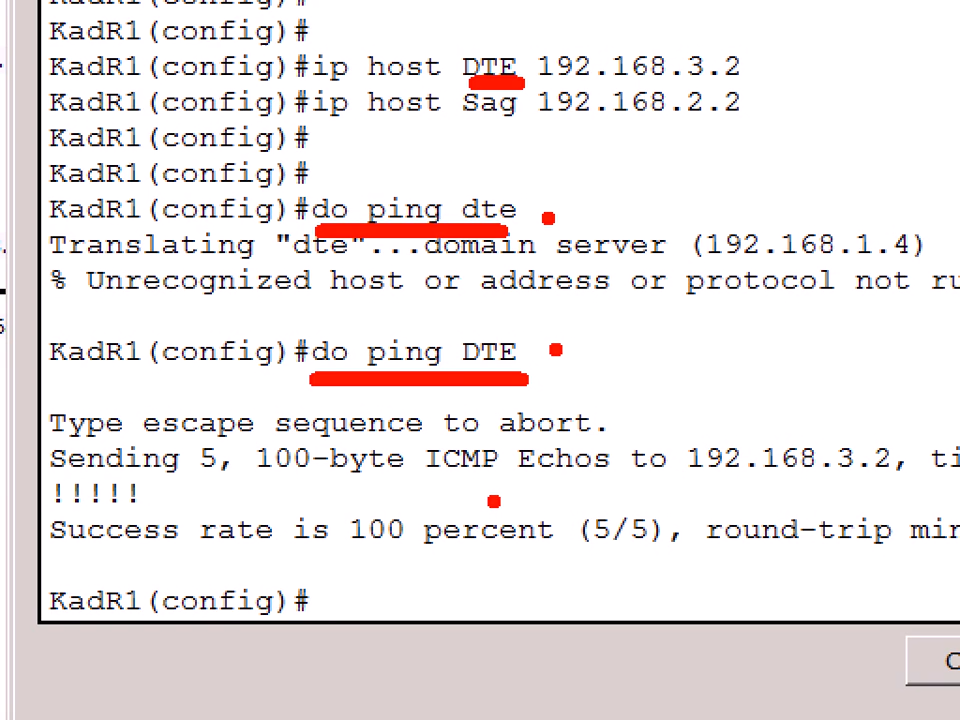 KadR1(config)#
KadR1(config)#
KadR1(config)#ip host DTE 192.168.3.2
KadR1(config)#ip host Sag 192.168.2.2
KadR1(config)#
KadR1(config)#
KadR1(config)#do ping dte
Translating "dte"...domain server (192.168.1.4)
% Unrecognized host or address or protocol not
KadR1(config)#do ping DTE
Type escape sequence to abort.
Sending 5, 100-byte ICMP Echos to 192.168.3.2,
!!!!!
Success rate is 100 percent (5/5), round-trip min
KadR1(config)#